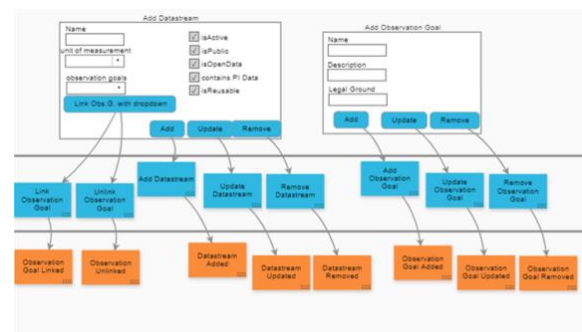 Add Datastream
Name
unit of measurement
observation goals
Link Obs.G. with dropdown
isActive
isPublic
isOpenData
contains PI Data
isReusable
Add
Update
Remove
Add Observation Goal
Name
Description
Legal Ground
Add
Update
Remove
Link
Observation
Goal
Unlink
Observation
Goal
Add Datastream
Update
Datastream
Remove
Datastream
Add
Observation
Goal
Update
Observation
Goal
Remove
Observation
Goal
Observation
Goal Linked
Observation
Unlinked
Datastream
Added
Datastream
Updated
Datastream
Removed
Observation
Goal Added
Observation
Goal Updated
Observation
Goal Removed